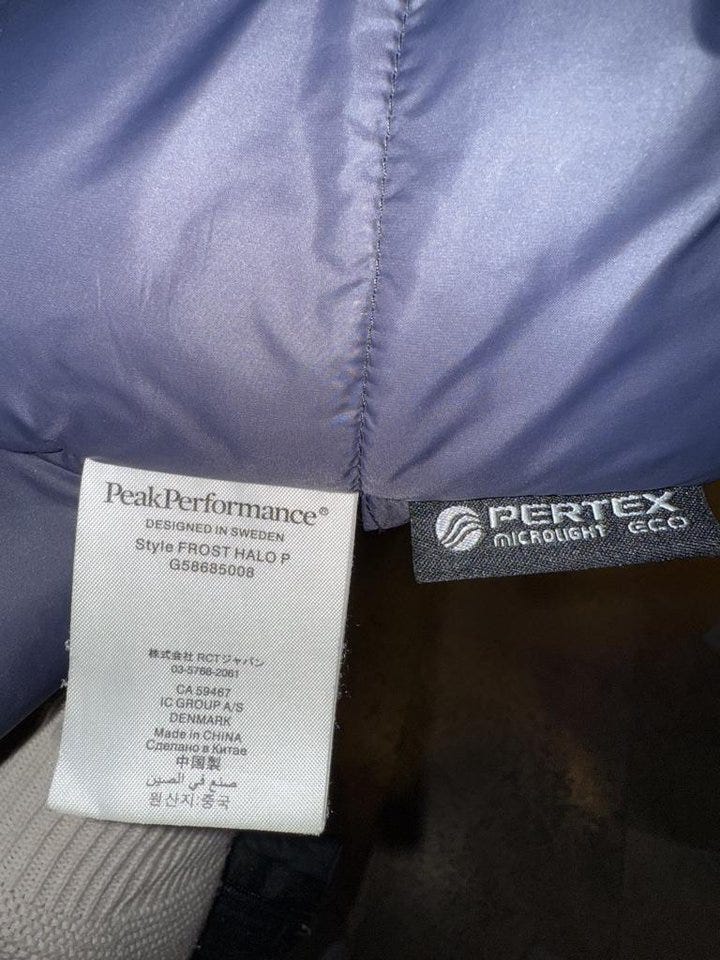 PeakPerformance®
DESIGNED IN SWEDEN
Style FROST HALO P
G58685008
株式会社 RCTジャパン
03-5766-2061
CA 59467
IC GROUP A/S
DENMARK
Made in CHINA
Сделано в Китае
中国製
صنع في الصين
원산지:중국
PERTEX
MICROLIGHT ECO